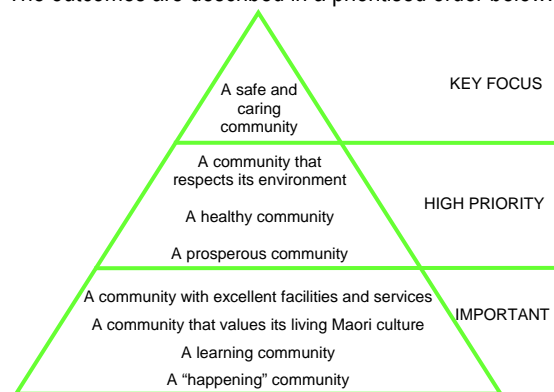 The outcomes are described in a prioritised order below.
A safe and
caring
community
KEY FOCUS
A community that
respects its environment
A healthy community
A prosperous community
HIGH PRIORITY
A community with excellent facilities and services
A community that values its living Maori culture
A learning community
A “happening” community
IMPORTANT